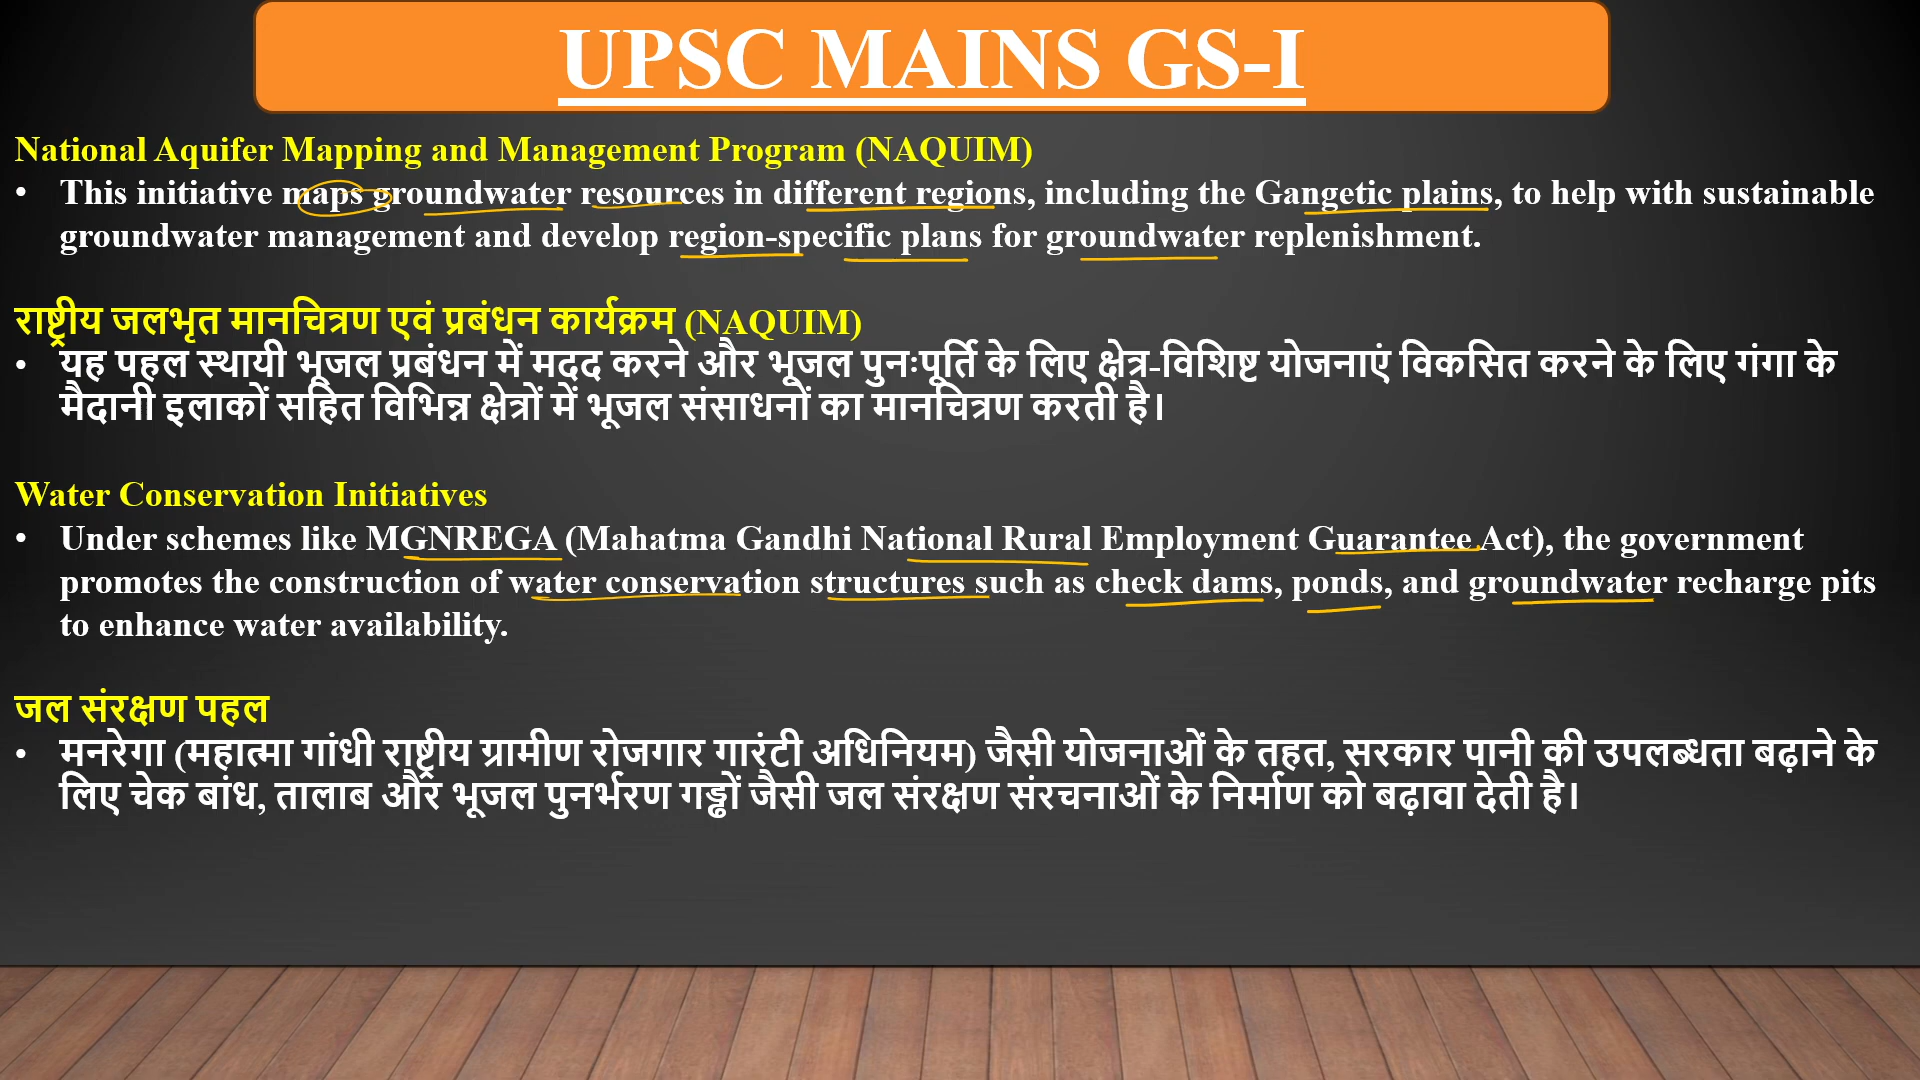 UPSC MAINS GS-I
National Aquifer Mapping and Management Program (NAQUIM)
• This initiative maps groundwater resources in different regions, including the Gangetic plains, to help with sustainable
groundwater management and develop region-specific plans for groundwater replenishment.
राष्ट्रीय जलभृत मानचित्रण एवं प्रबंधन कार्यक्रम (NAQUIM)
• यह पहल स्थायी भूजल प्रबंधन में मदद करने और भूजल पुनःपूर्ति के लिए क्षेत्र-विशिष्ट योजनाएं विकसित करने के लिए गंगा के
मैदानी इलाकों सहित विभिन्न क्षेत्रों में भूजल संसाधनों का मानचित्रण करती है।
Water Conservation Initiatives
• Under schemes like MGNREGA (Mahatma Gandhi National Rural Employment Guarantee Act), the government
promotes the construction of water conservation structures such as check dams, ponds, and groundwater recharge pits
to enhance water availability.
जल संरक्षण पहल
• मनरेगा (महात्मा गांधी राष्ट्रीय ग्रामीण रोजगार गारंटी अधिनियम) जैसी योजनाओं के तहत, सरकार पानी की उपलब्धता बढ़ाने के
लिए चेक बांध, तालाब और भूजल पुनर्भरण गड्ढों जैसी जल संरक्षण संरचनाओं के निर्माण को बढ़ावा देती है।